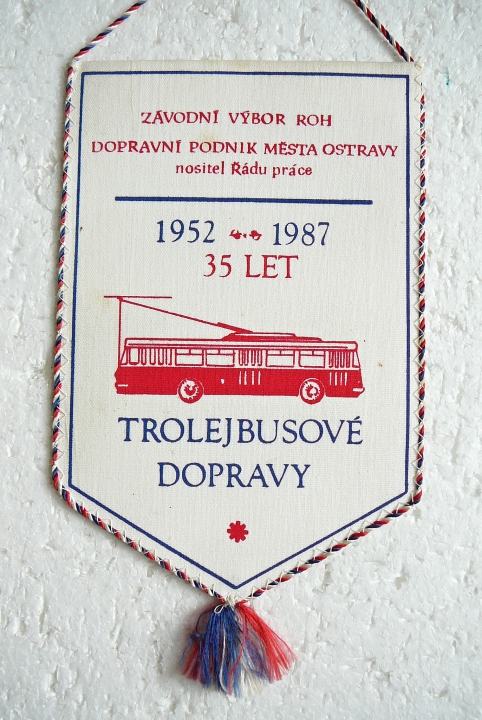 ZÁVODNÍ VÝBOR ROH
DOPRAVNÍ PODNIK MĚSTA OSTRAVY
nositel Řádu práce
1952 1987
35 LET
TROLEJBUSOVÉ
DOPRAVY